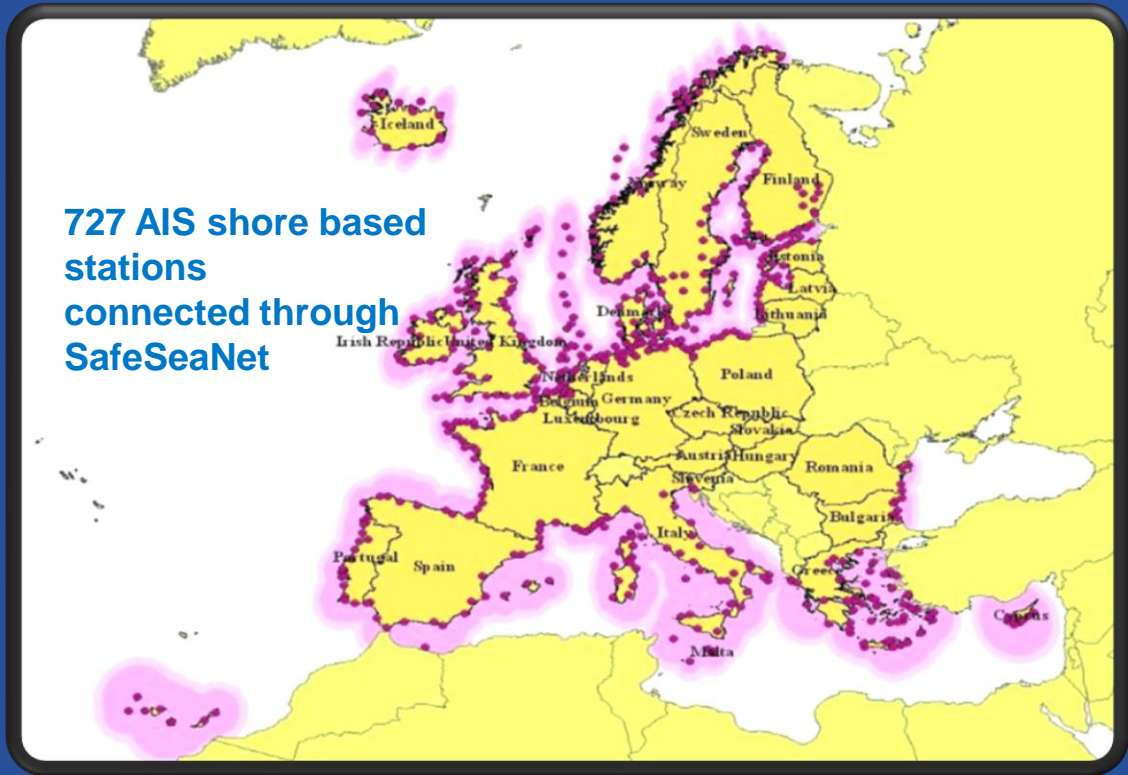 Iceland
Sweden
Norway
Finland
727 AIS shore based
stations
connected through
SafeSeaNet
Estonia
Latvia
Lithuania
Denmark
Irish Republic
United Kingdom
Netherlands
Poland
Belgium
Germany
Luxembourg
Czech Republic
Slovakia
France
Austria
Hungary
Romania
Slovenia
Bulgaria
Italy
Portugal
Spain
Greece
Cyprus
Malta